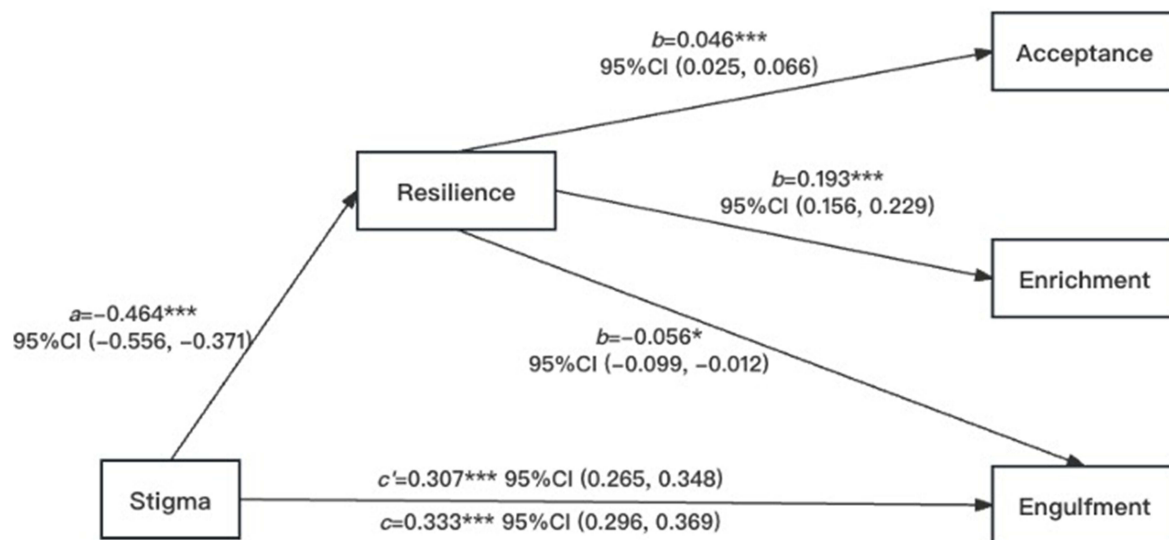 b=0.046***
95%CI (0.025, 0.066)
Acceptance
Resilience
b=0.193***
95%CI (0.156, 0.229)
Enrichment
a=−0.464***
95%CI (−0.556, −0.371)
b=−0.056*
95%CI (−0.099, −0.012)
Stigma
c'=0.307*** 95%CI (0.265, 0.348)
c=0.333*** 95%CI (0.296, 0.369)
Engulfment